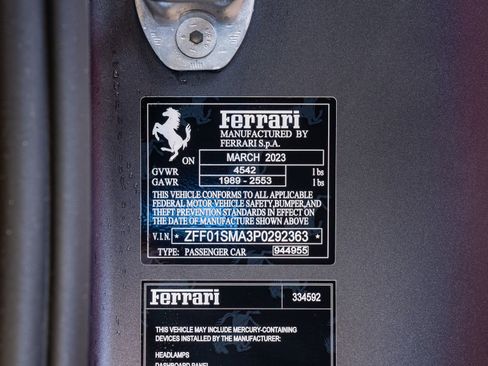 Ferrari
MANUFACTURED BY
FERRARI S.p.A.
ON MARCH 2023
GVWR 4542 lbs
GAWR 1989 - 2553 lbs
THIS VEHICLE CONFORMS TO ALL APPLICABLE
FEDERAL MOTOR-VEHICLE SAFETY, BUMPER, AND
THEFT PREVENTION STANDARDS IN EFFECT ON
THE DATE OF MANUFACTURE SHOWN ABOVE
V.I.N. * ZFF01SMA3P0292363 *
TYPE: PASSENGER CAR 944955
Ferrari 334592
THIS VEHICLE MAY INCLUDE MERCURY-CONTAINING
DEVICES INSTALLED BY THE MANUFACTURER:
HEADLAMPS
DASHBOARD PANEL